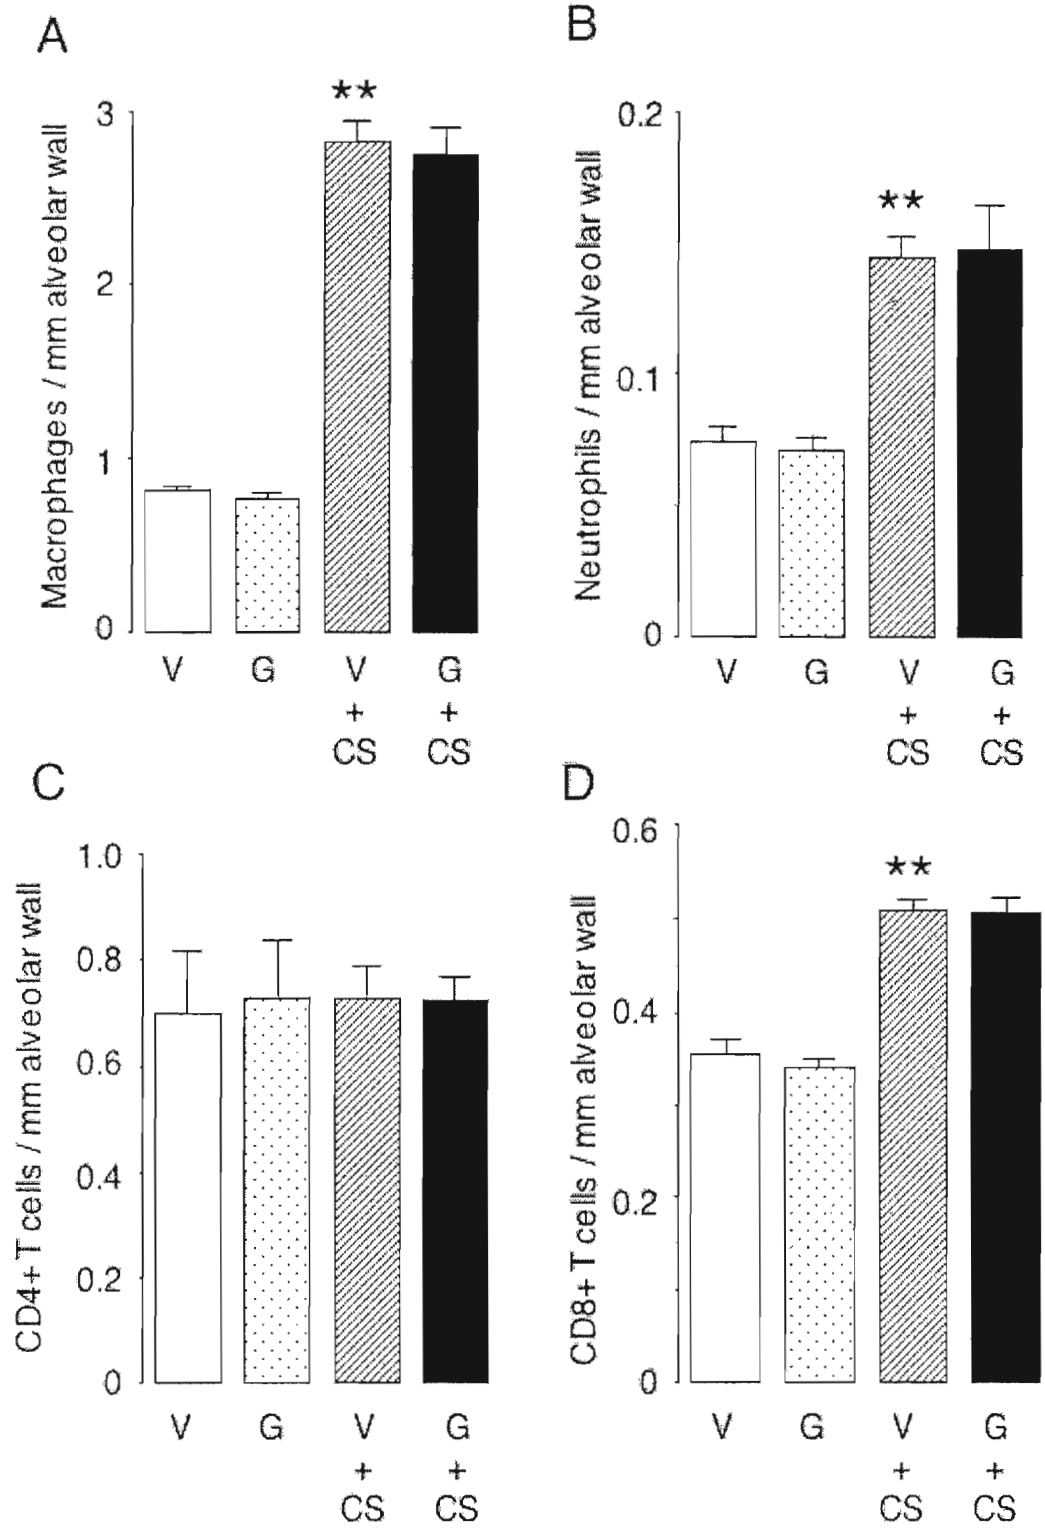 A
**
Macrophages / mm alveolar wall
3
2
1
0
V G V G
+ +
CS CS
B
**
Neutrophils / mm alveolar wall
0.2
0.1
0
V G V G
+ +
CS CS
C
CD4+ T cells / mm alveolar wall
1.0
0.8
0.6
0.4
0.2
0
V G V G
+ +
CS CS
D
**
CD8+ T cells / mm alveolar wall
0.6
0.4
0.2
0
V G V G
+ +
CS CS